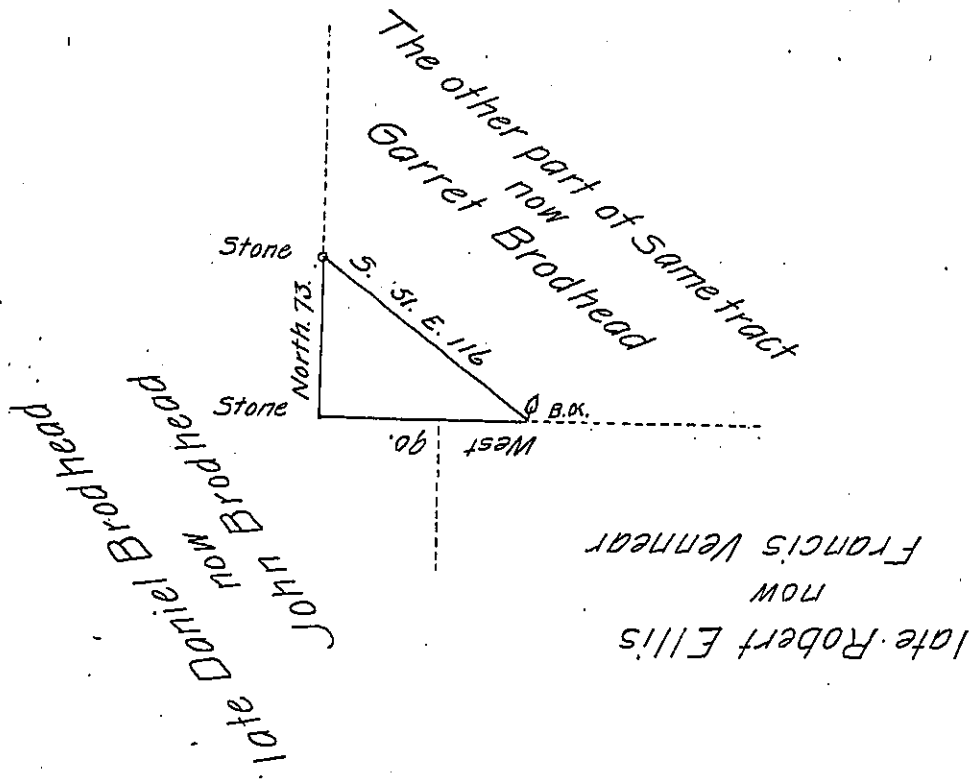 The other part of Same tract
now
Garret Brodhead
Stone
S. 51. E. 116
North. 73.
Stone
B.O.
West 90.
late Daniel Brodhead
now
John Brodhead
late Robert Ellis
now
Francis Vennear